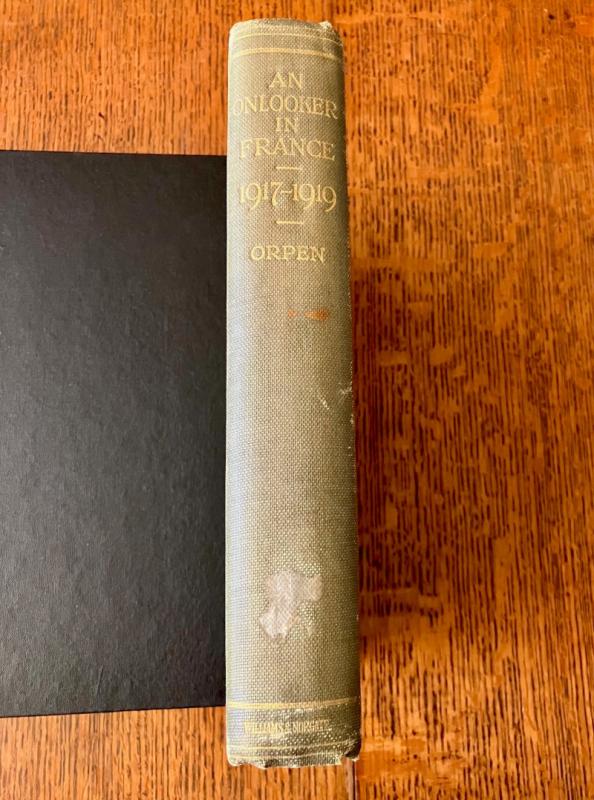 AN
ONLOOKER
IN
FRANCE
1917-1919
ORPEN
WILLIAMS & NORGATE